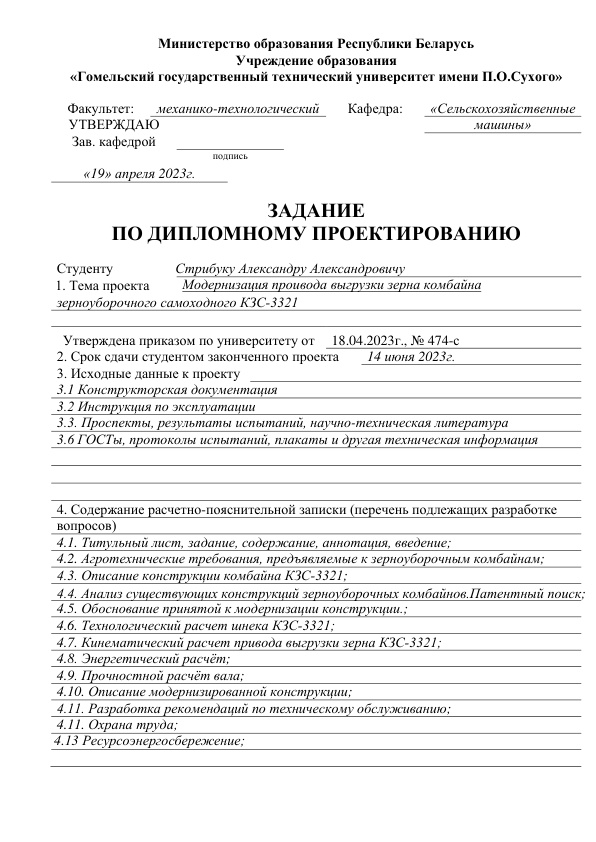 Министерство образования Республики Беларусь
Учреждение образования
«Гомельский государственный технический университет имени П.О.Сухого»
Факультет: механико-технологический Кафедра: «Сельскохозяйственные
УТВЕРЖДАЮ машины»
Зав. кафедрой
подпись
«19» апреля 2023г.
ЗАДАНИЕ
ПО ДИПЛОМНОМУ ПРОЕКТИРОВАНИЮ
Студенту Стрибуку Александру Александровичу
1. Тема проекта Модернизация проивода выгрузки зерна комбайна
зерноуборочного самоходного КЗС-3321
Утверждена приказом по университету от 18.04.2023г., № 474-с
2. Срок сдачи студентом законченного проекта 14 июня 2023г.
3. Исходные данные к проекту
3.1 Конструкторская документация
3.2 Инструкция по эксплуатации
3.3. Проспекты, результаты испытаний, научно-техническая литература
3.6 ГОСТы, протоколы испытаний, плакаты и другая техническая информация
4. Содержание расчетно-пояснительной записки (перечень подлежащих разработке
вопросов)
4.1. Титульный лист, задание, содержание, аннотация, введение;
4.2. Агротехнические требования, предъявляемые к зерноуборочным комбайнам;
4.3. Описание конструкции комбайна КЗС-3321;
4.4. Анализ существующих конструкций зерноуборочных комбайнов.Патентный поиск;
4.5. Обоснование принятой к модернизации конструкции.;
4.6. Технологический расчет шнека КЗС-3321;
4.7. Кинематический расчет привода выгрузки зерна КЗС-3321;
4.8. Энергетический расчёт;
4.9. Прочностной расчёт вала;
4.10. Описание модернизированной конструкции;
4.11. Разработка рекомендаций по техническому обслуживанию;
4.11. Охрана труда;
4.13 Ресурсоэнергосбережение;